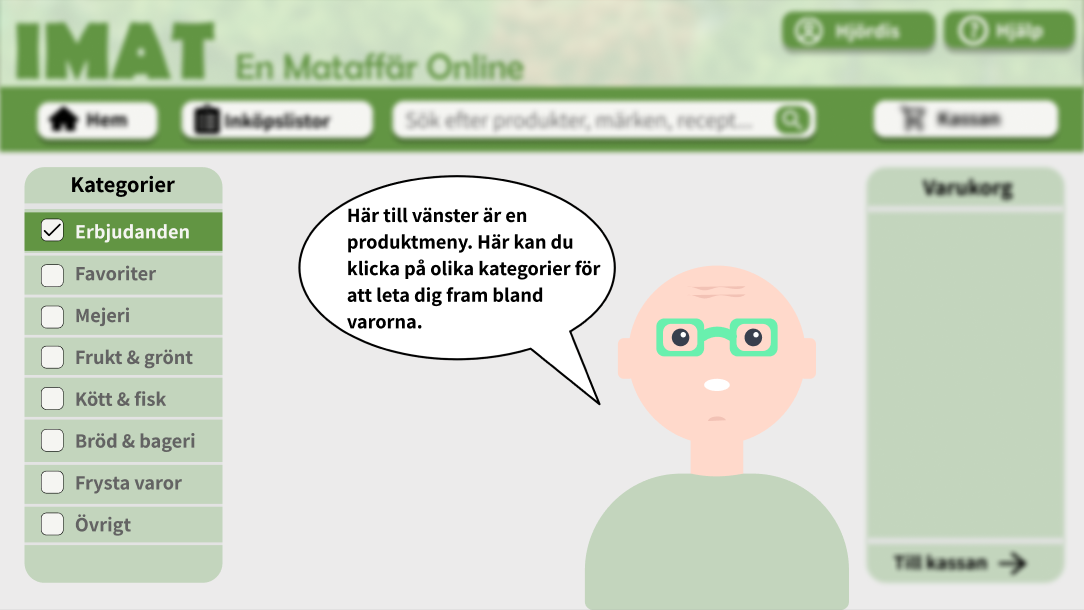 IMAT
En Mataffär Online
Hjördis
Hjälp
Hem
Inköpslistor
Sök efter produkter, märken, recept...
Kassan
Kategorier
Erbjudanden
Favoriter
Mejeri
Frukt & grönt
Kött & fisk
Bröd & bageri
Frysta varor
Övrigt
Här till vänster är en
produktmeny. Här kan du
klicka på olika kategorier för
att leta dig fram bland
varorna.
Varukorg
Till kassan